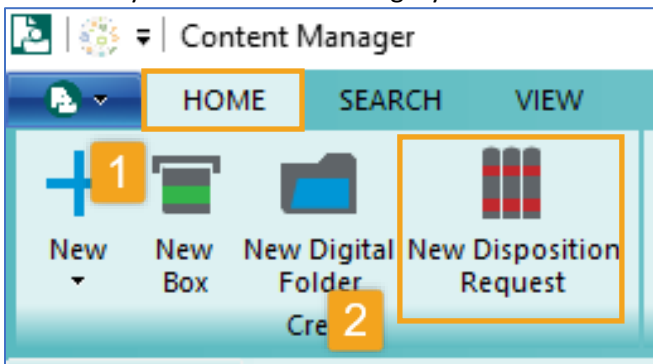 Content Manager
HOME SEARCH VIEW
1
New New New Digital New Disposition
Box Folder Request
2